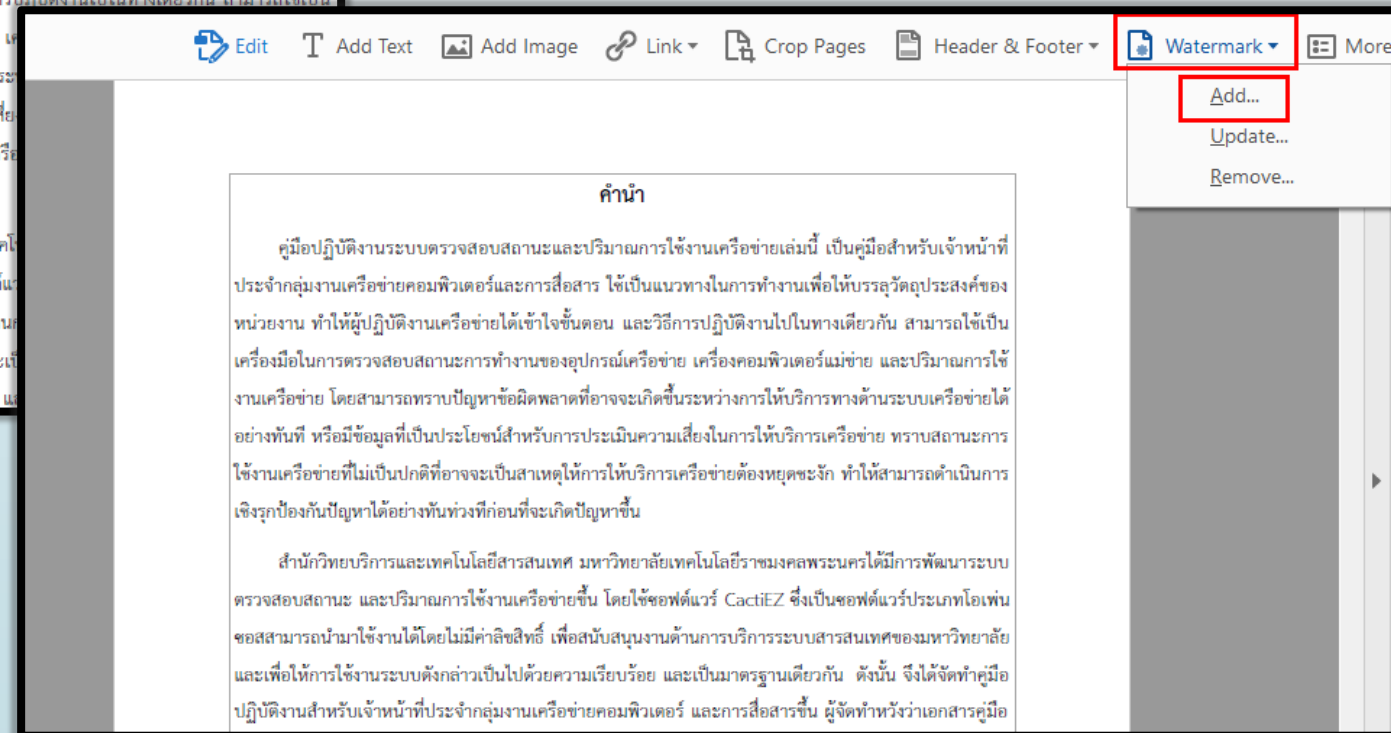 Edit Add Text Add Image Link Crop Pages Header & Footer Watermark More
Add...
Update...
Remove...
คำนำ
คู่มือปฏิบัติงานระบบตรวจสอบสถานะและปริมาณการใช้งานเครือข่ายเล่มนี้ เป็นคู่มือสำหรับเจ้าหน้าที่
ประจำกลุ่มงานเครือข่ายคอมพิวเตอร์และการสื่อสาร ใช้เป็นแนวทางในการทำงานเพื่อให้บรรลุวัตถุประสงค์ของ
หน่วยงาน ทำให้ผู้ปฏิบัติงานเครือข่ายได้เข้าใจขั้นตอน และวิธีการปฏิบัติงานไปในทางเดียวกัน สามารถใช้เป็น
เครื่องมือในการตรวจสอบสถานะการทำงานของอุปกรณ์เครือข่าย เครื่องคอมพิวเตอร์แม่ข่าย และปริมาณการใช้
งานเครือข่าย โดยสามารถทราบปัญหาข้อผิดพลาดที่อาจจะเกิดขึ้นระหว่างการให้บริการทางด้านระบบเครือข่ายได้
อย่างทันที หรือมีข้อมูลที่เป็นประโยชน์สำหรับการประเมินความเสี่ยงในการให้บริการเครือข่าย ทราบสถานะการ
ใช้งานเครือข่ายที่ไม่เป็นปกติที่อาจจะเป็นสาเหตุให้การให้บริการเครือข่ายต้องหยุดชะงัก ทำให้สามารถดำเนินการ
เชิงรุกป้องกันปัญหาได้อย่างทันท่วงทีก่อนที่จะเกิดปัญหาขึ้น
สำนักวิทยบริการและเทคโนโลยีสารสนเทศ มหาวิทยาลัยเทคโนโลยีราชมงคลพระนครได้มีการพัฒนาระบบ
ตรวจสอบสถานะ และปริมาณการใช้งานเครือข่ายขึ้น โดยใช้ซอฟต์แวร์ CactiEZ ซึ่งเป็นซอฟต์แวร์ประเภทโอเพ่น
ซอสสามารถนำมาใช้งานได้โดยไม่มีค่าลิขสิทธิ์ เพื่อสนับสนุนงานด้านการบริการระบบสารสนเทศของมหาวิทยาลัย
และเพื่อให้การใช้งานระบบดังกล่าวเป็นไปด้วยความเรียบร้อย และเป็นมาตรฐานเดียวกัน ดังนั้น จึงได้จัดทำคู่มือ
ปฏิบัติงานสำหรับเจ้าหน้าที่ประจำกลุ่มงานเครือข่ายคอมพิวเตอร์ และการสื่อสารขึ้น ผู้จัดทำหวังว่าเอกสารคู่มือ